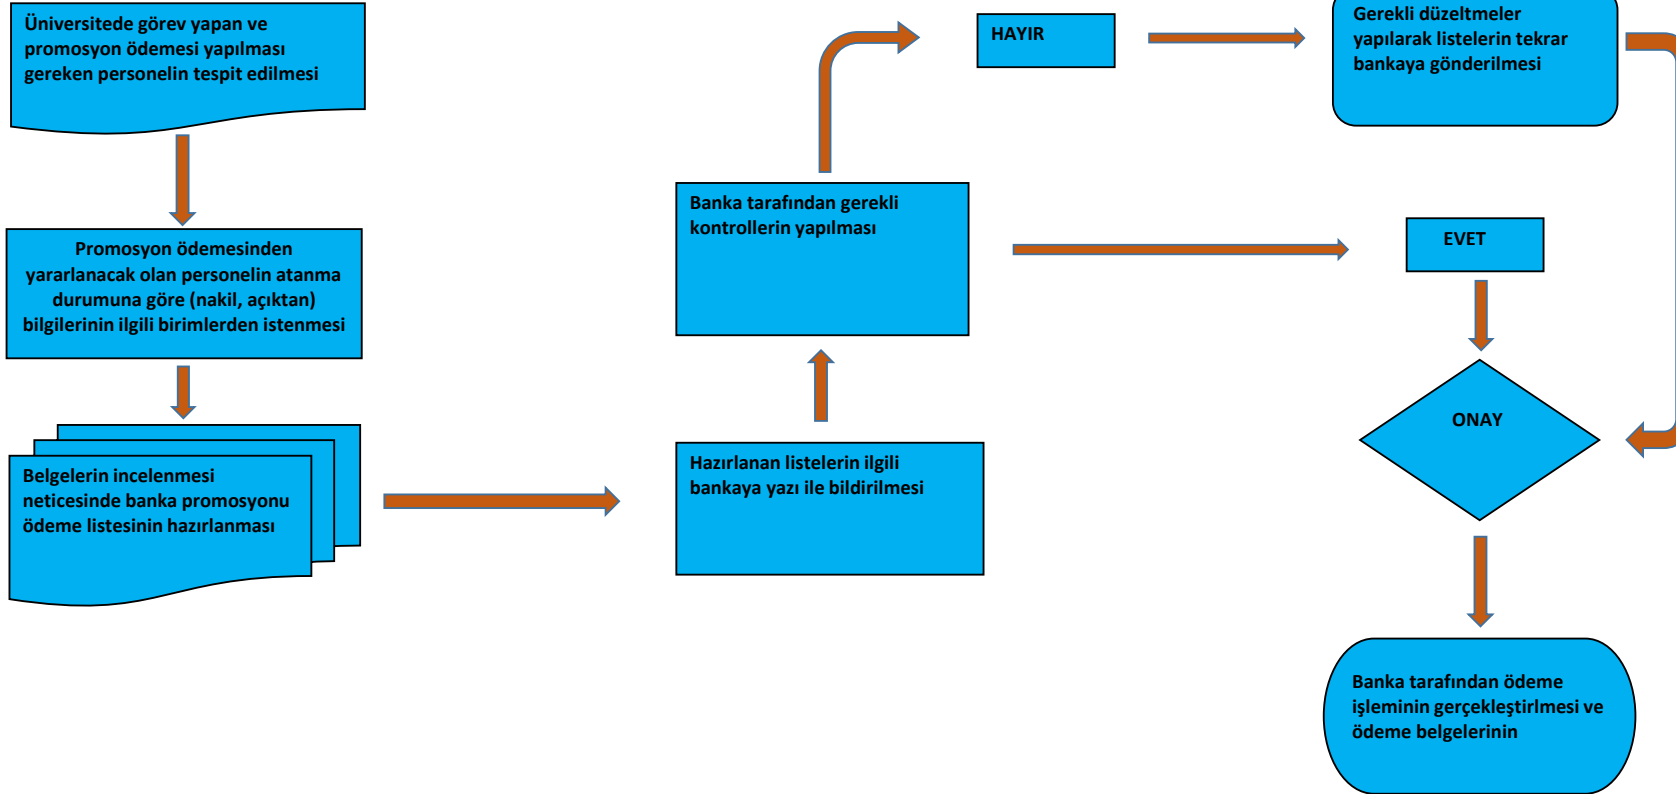 Üniversitede görev yapan ve
promosyon ödemesi yapılması
gereken personelin tespit edilmesi
Promosyon ödemesinden
yararlanacak olan personelin atanma
durumuna göre (nakil, açıktan)
bilgilerinin ilgili birimlerden istenmesi
Belgelerin incelenmesi
neticesinde banka promosyonu
ödeme listesinin hazırlanması
Hazırlanan listelerin ilgili
bankaya yazı ile bildirilmesi
Banka tarafından gerekli
kontrollerin yapılması
HAYIR
Gerekli düzeltmeler
yapılarak listelerin tekrar
bankaya gönderilmesi
EVET
ONAY
Banka tarafından ödeme
işleminin gerçekleştirlmesi ve
ödeme belgelerinin